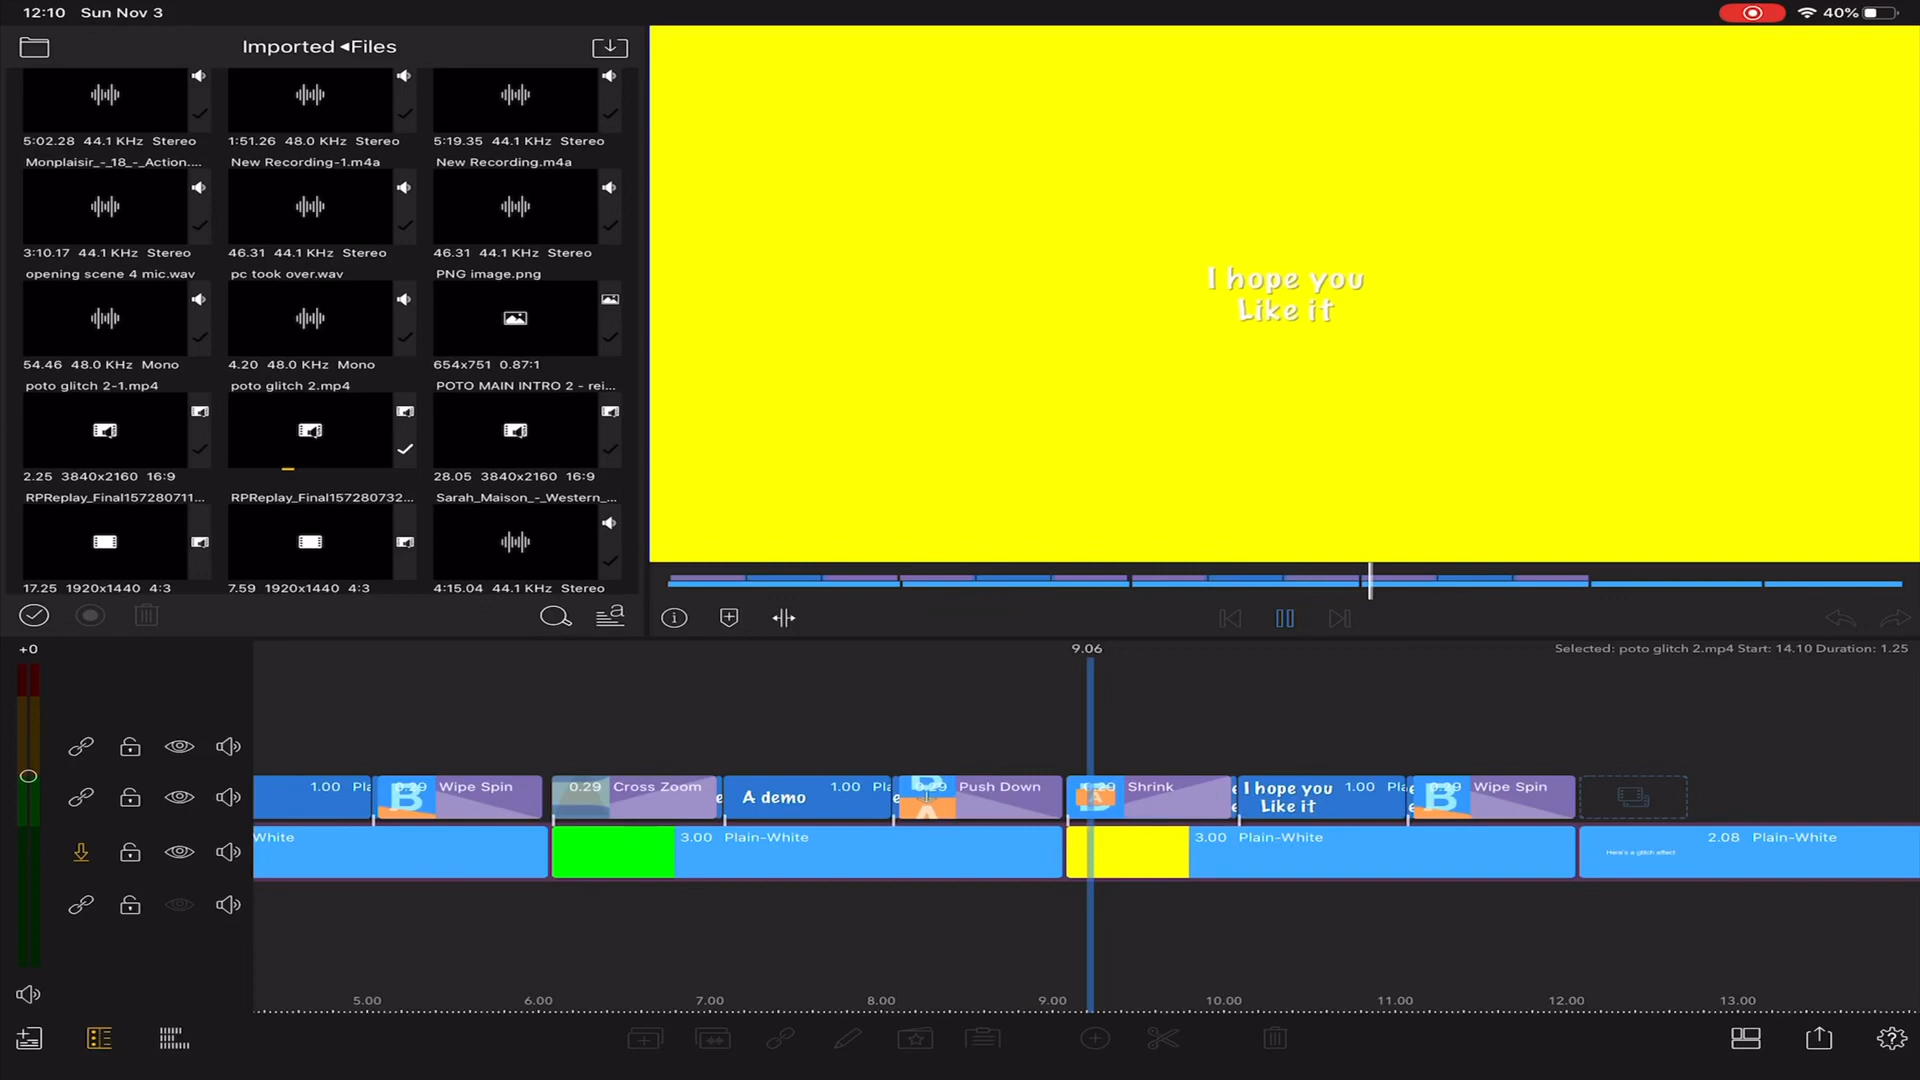 12:10 Sun Nov 3
40%
Imported ◂Files
5:02.28 44.1 KHz Stereo
1:51.26 48.0 KHz Stereo
5:19.35 44.1 KHz Stereo
Monplaisir_-_18_-_Action....
New Recording-1.m4a
New Recording.m4a
3:10.17 44.1 KHz Stereo
46.31 44.1 KHz Stereo
46.31 44.1 KHz Stereo
opening scene 4 mic.wav
pc took over.wav
PNG image.png
54.46 48.0 KHz Mono
4.20 48.0 KHz Mono
654x751 0.87:1
poto glitch 2-1.mp4
poto glitch 2.mp4
POTO MAIN INTRO 2 - rei...
2.25 3840x2160 16:9
28.05 3840x2160 16:9
RPReplay_Final157280711...
RPReplay_Final157280732...
Sarah_Maison_-_Western_...
17.25 1920x1440 4:3
7.59 1920x1440 4:3
4:15.04 44.1 KHz Stereo
I hope you
Like it
+0
9.06
Selected: poto glitch 2.mp4 Start: 14.10 Duration: 1.25
1.00 Pla
0.29 Wipe Spin
B
0.29 Cross Zoom
A demo
1.00 Pla
0.29 Push Down
B
A
0.29 Shrink
A
I hope you
Like it
1.00 Pla
0.29 Wipe Spin
B
White
3.00 Plain-White
3.00 Plain-White
2.08 Plain-White
Here's a glitch effect
5.00 6.00 7.00 8.00 9.00 10.00 11.00 12.00 13.00